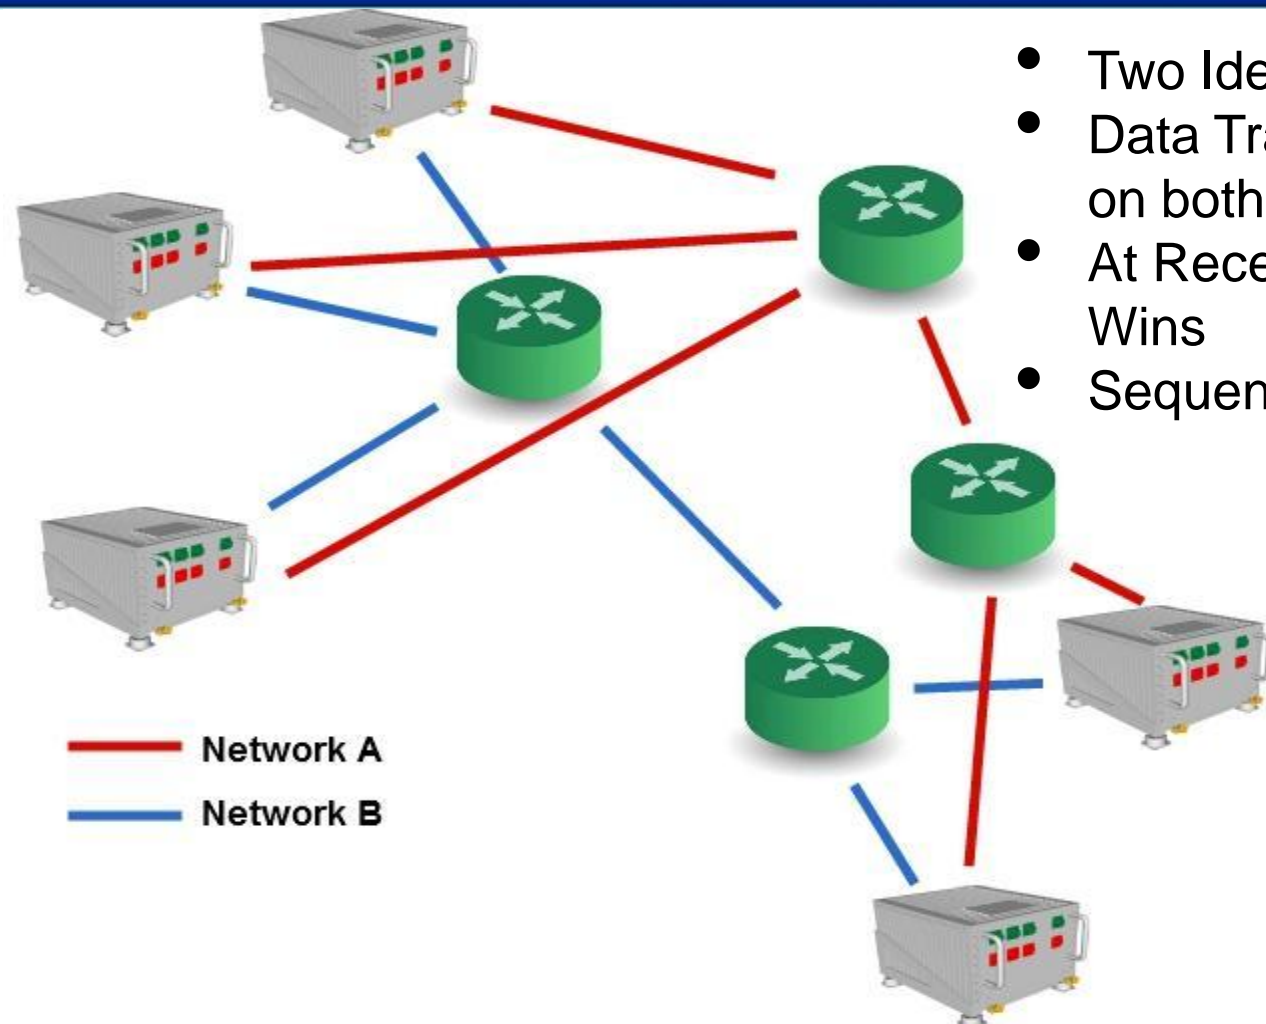 • Two Ide
• Data Tra
on both
• At Rece
Wins
• Sequen
Network A
Network B